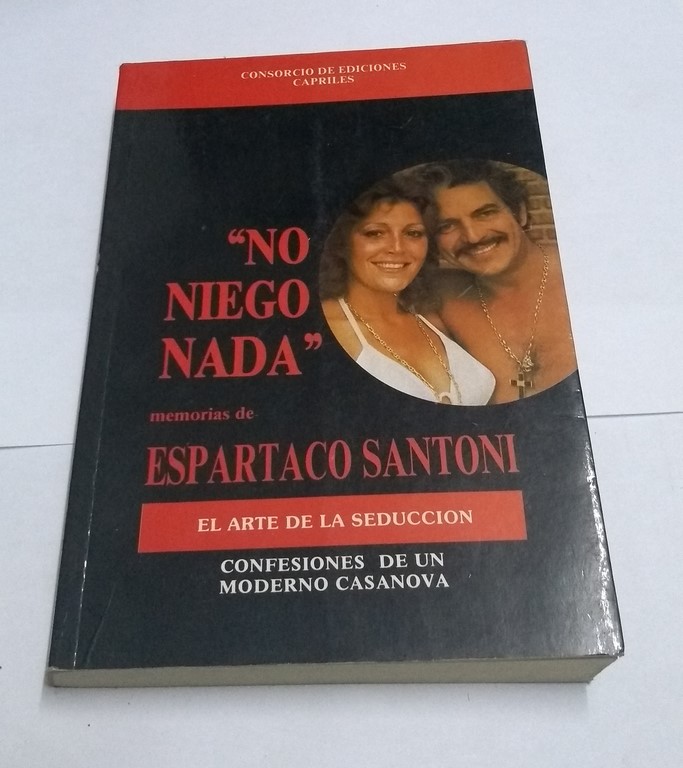 CONSORCIO DE EDICIONES
CAPRILES
“NO
NIEGO
NADA”
memorias de
ESPARTACO SANTONI
EL ARTE DE LA SEDUCCION
CONFESIONES DE UN
MODERNO CASANOVA